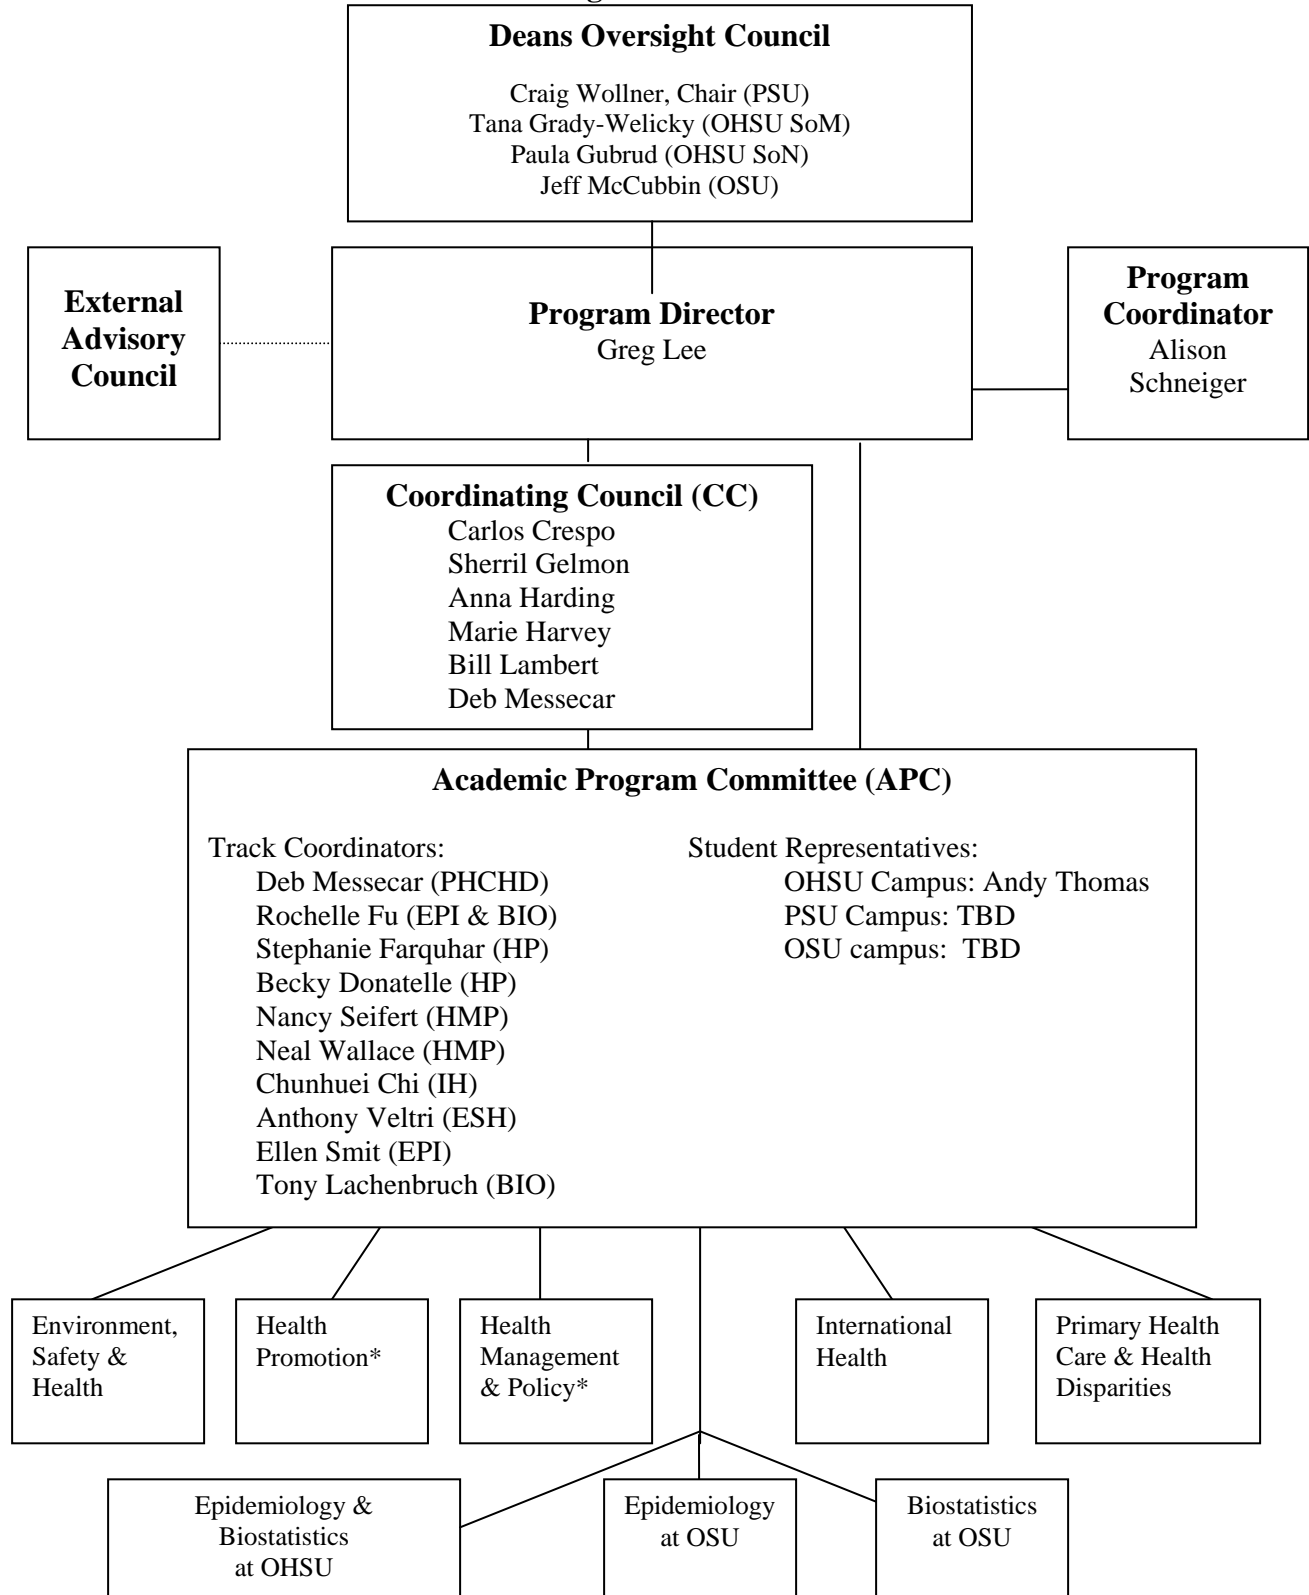 Deans Oversight Council
Craig Wollner, Chair (PSU)
Tana Grady-Welicky (OHSU SoM)
Paula Gubrud (OHSU SoN)
Jeff McCubbin (OSU)
External
Advisory
Council
Program Director
Greg Lee
Program
Coordinator
Alison
Schneiger
Coordinating Council (CC)
Carlos Crespo
Sherril Gelmon
Anna Harding
Marie Harvey
Bill Lambert
Deb Messecar
Academic Program Committee (APC)
Track Coordinators:
Deb Messecar (PHCHD)
Rochelle Fu (EPI & BIO)
Stephanie Farquhar (HP)
Becky Donatelle (HP)
Nancy Seifert (HMP)
Neal Wallace (HMP)
Chunhuei Chi (IH)
Anthony Veltri (ESH)
Ellen Smit (EPI)
Tony Lachenbruch (BIO)
Student Representatives:
OHSU Campus: Andy Thomas
PSU Campus: TBD
OSU campus:  TBD
Environment,
Safety &
Health
Health
Promotion*
Health
Management
& Policy*
International
Health
Primary Health
Care & Health
Disparities
Epidemiology &
Biostatistics
at OHSU
Epidemiology
at OSU
Biostatistics
at OSU